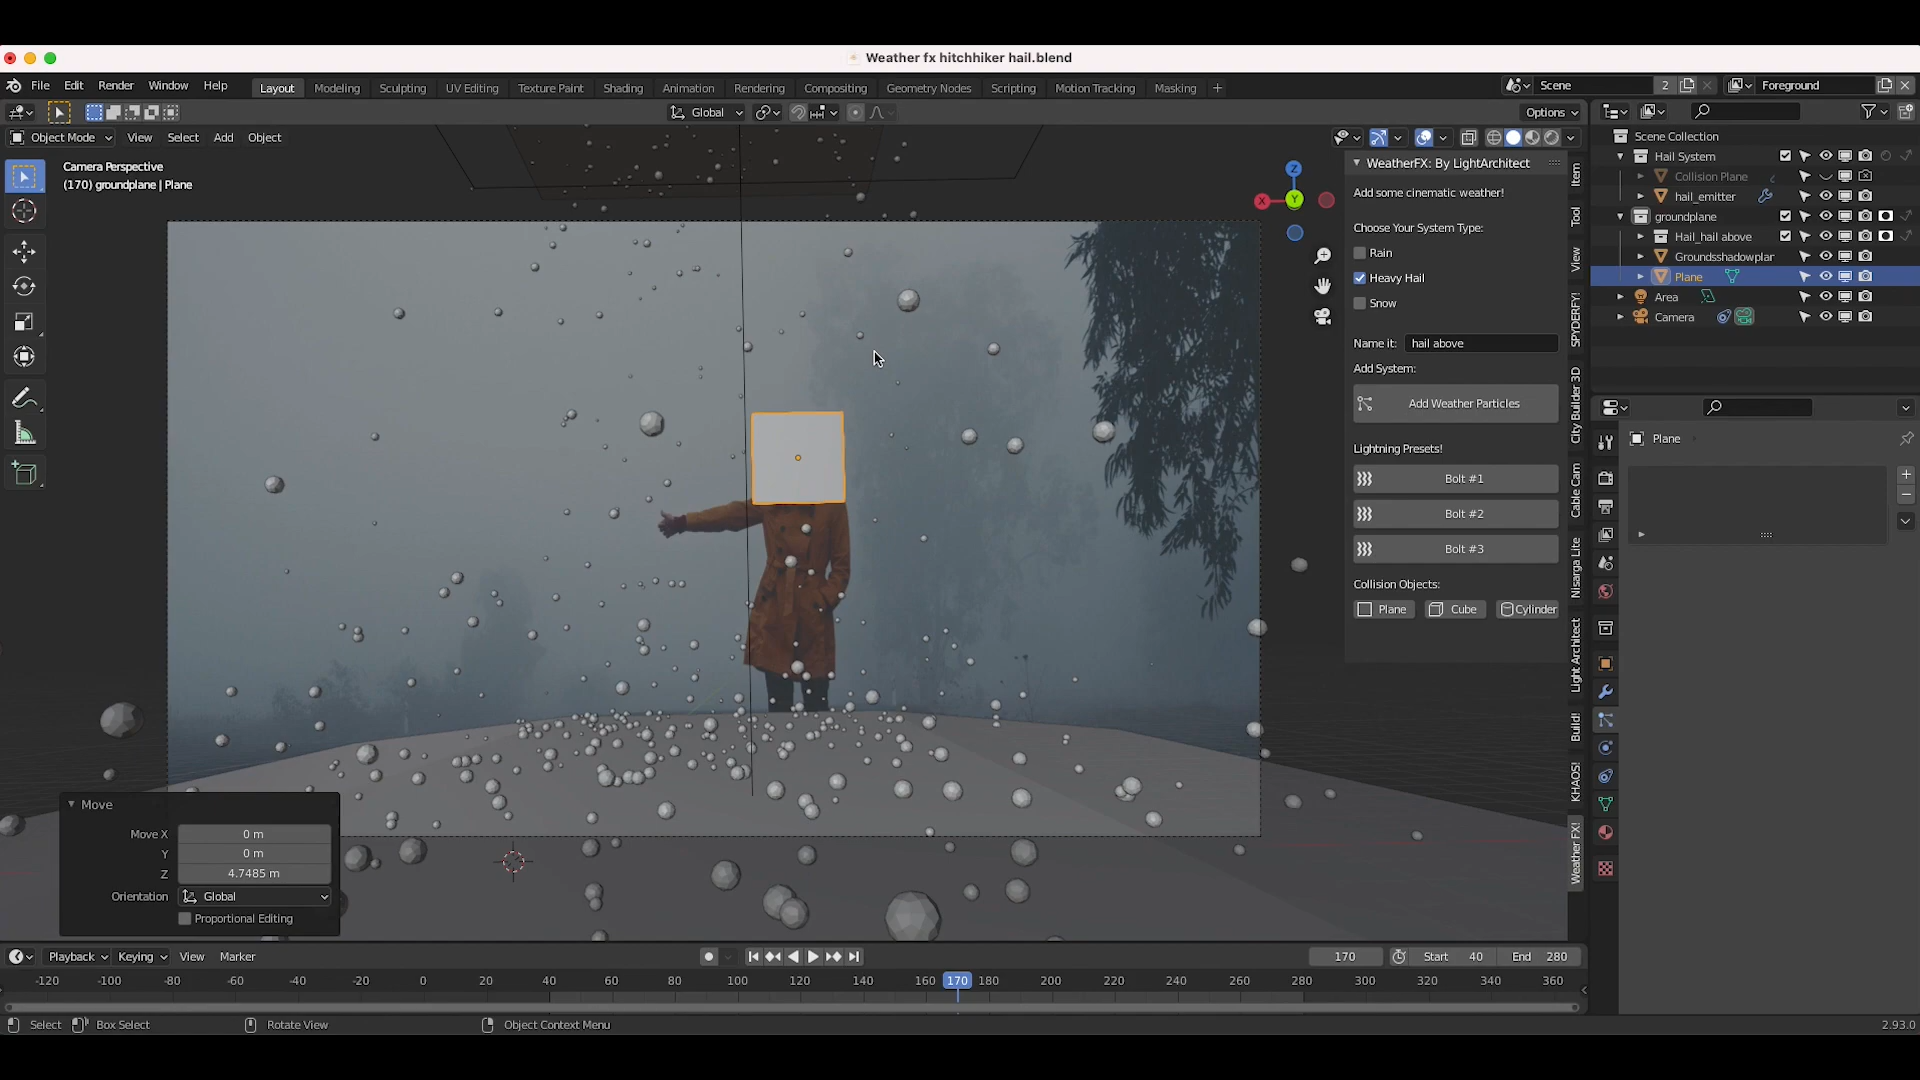 Weather fx hitchhiker hail.blend
File Edit Render Window Help Layout Modeling Sculpting UV Editing Texture Paint Shading Animation Rendering Compositing Geometry Nodes Scripting Motion Tracking Masking + Scene 2 Foreground
Global Options
Object Mode View Select Add Object
Camera Perspective
(170) groundplane | Plane
Z
X
Y
WeatherFX: By LightArchitect
Add some cinematic weather!
Choose Your System Type:
Rain
Heavy Hail
Snow
Name it: hail above
Add System:
Add Weather Particles
Lightning Presets!
Bolt #1
Bolt #2
Bolt #3
Collision Objects:
Plane Cube Cylinder
Item
Tool
View
SPYDERFY!
City Builder 3D
Cable Cam
Nisarga Lite
Light Architect
Build!
KHAOS!
Weather FX!
Scene Collection
Hail System
Collision Plane
hail_emitter
groundplane
Hail_hail above
Groundsshadowplar
Plane
Area
Camera
Plane
Move
Move X 0 m
Y 0 m
Z 4.7485 m
Orientation Global
Proportional Editing
Playback Keying View Marker 170 Start 40 End 280
-120 -100 -80 -60 -40 -20 0 20 40 60 80 100 120 140 160 170 180 200 220 240 260 280 300 320 340 360
Select Box Select Rotate View Object Context Menu 2.93.0